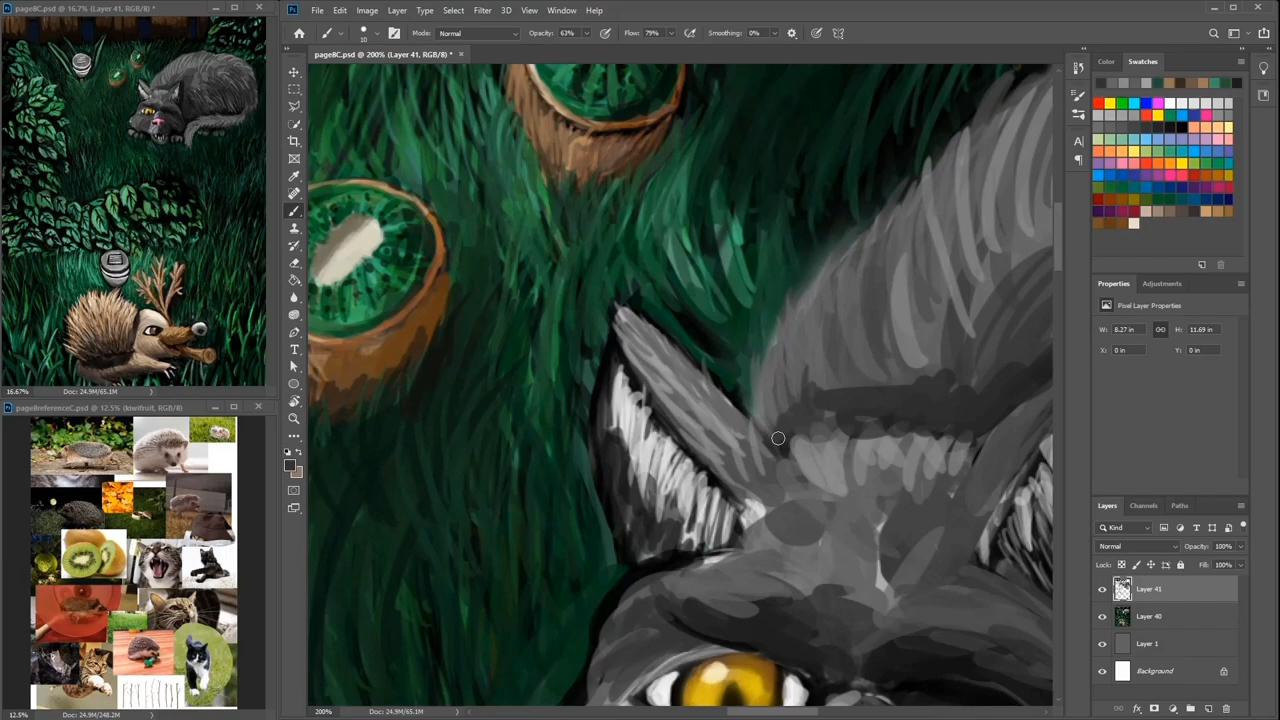 page8C.psd @ 16.7% (Layer 41, RGB/8) *
File Edit Image Layer Type Select Filter 3D View Window Help
10 Mode: Normal Opacity: 63% Flow: 79% Smoothing: 0%
page8C.psd @ 200% (Layer 41, RGB/8) *
Color Swatches
Properties Adjustments
Pixel Layer Properties
W: 8.27 in H: 11.69 in
X: 0 in Y: 0 in
16.67% Doc: 24.9M/65.1M
page8referenceC.psd @ 12.5% (kiwifruit, RGB/8)
Layers Channels Paths
Kind
Normal Opacity: 100%
Lock: Fill: 100%
Layer 41
Layer 40
Layer 1
Background
12.5% Doc: 24.9M/248.2M
200% Doc: 24.9M/65.1M